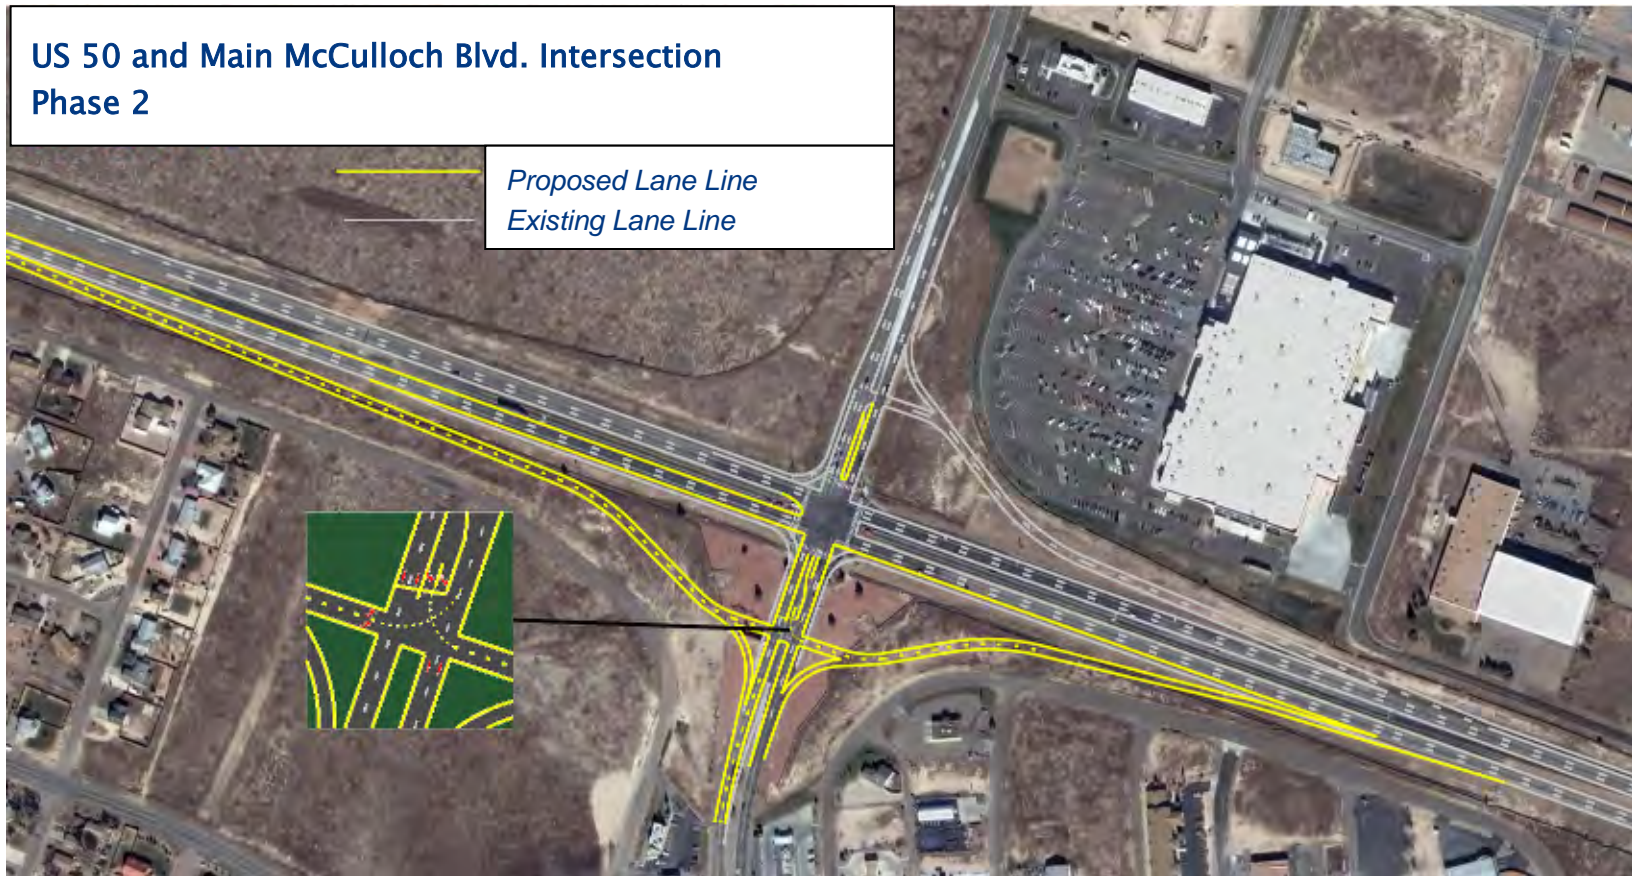 US 50 and Main McCulloch Blvd. Intersection
Phase 2
Proposed Lane Line
Existing Lane Line